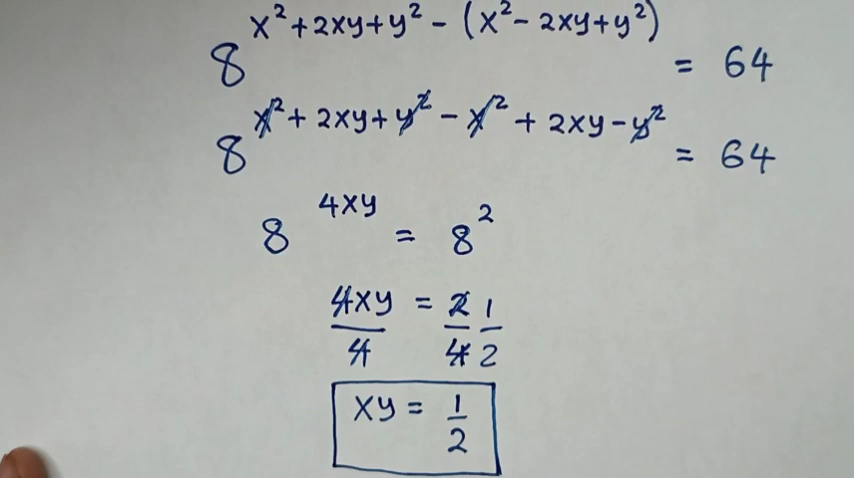 8^{x²+2xy+y² - (x²- 2xy+y²)} = 64
8^{x²+ 2xy+y² - x² + 2xy-y²} = 64
8^{4xy} = 8²
4xy/4 = 2/4 1/2
xy = 1/2